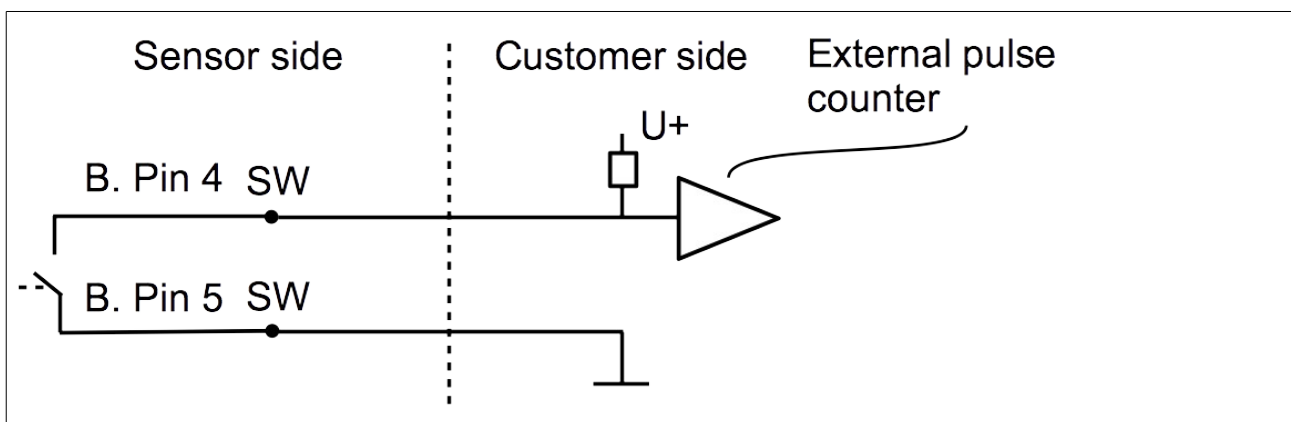 Sensor side
Customer side
External pulse
counter
U+
B. Pin 4 SW
B. Pin 5 SW